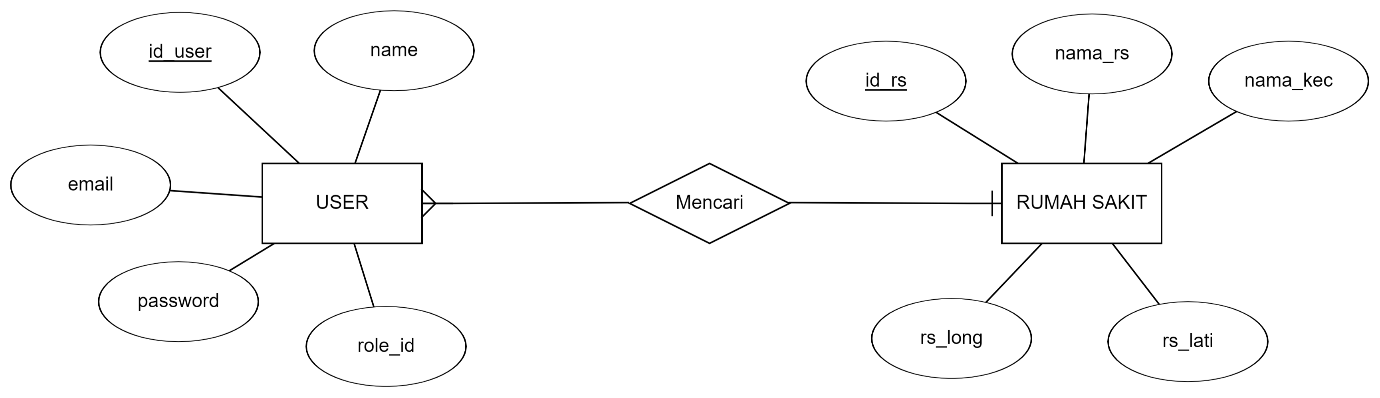 id_user
name
email
USER
password
role_id
Mencari
id_rs
nama_rs
nama_kec
RUMAH SAKIT
rs_long
rs_lati